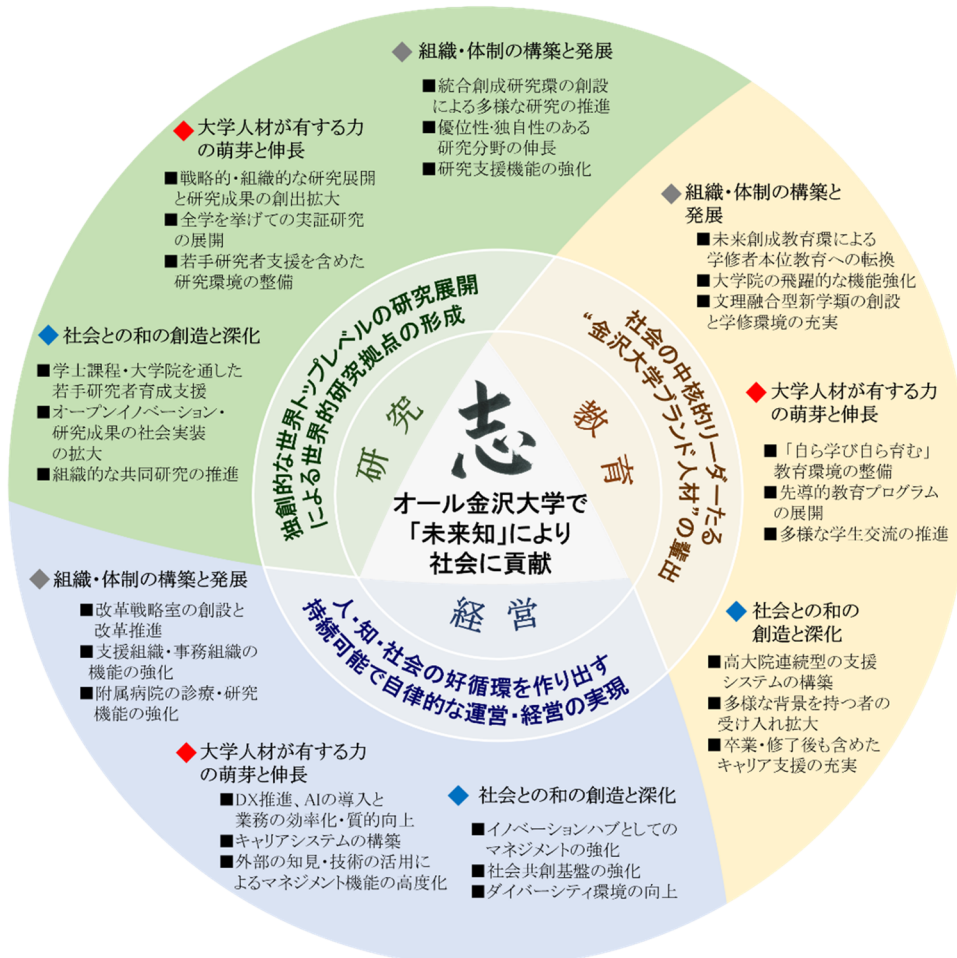 志
オール金沢大学で
「未来知」により
社会に貢献
研究
独創的な世界トップレベルの研究展開
による世界的研究拠点の形成
◆ 組織・体制の構築と発展
■統合創成研究環の創設
による多様な研究の推進
■優位性・独自性のある
研究分野の伸長
■研究支援機能の強化
◆ 大学人材が有する力
の萌芽と伸長
■戦略的・組織的な研究展開
と研究成果の創出拡大
■全学を挙げての実証研究
の展開
■若手研究者支援を含めた
研究環境の整備
◆ 社会との和の創造と深化
■学士課程・大学院を通した
若手研究者育成支援
■オープンイノベーション・
研究成果の社会実装
の拡大
■組織的な共同研究の推進
教育
社会の中核的リーダーたる
“金沢大学ブランド人材”の輩出
◆ 組織・体制の構築と
発展
■未来創成教育環による
学修者本位教育への転換
■大学院の飛躍的な機能強化
■文理融合型新学類の創設
と学修環境の充実
◆ 大学人材が有する力
の萌芽と伸長
■「自ら学び自ら育む」
教育環境の整備
■先導的教育プログラム
の展開
■多様な学生交流の推進
◆ 社会との和の
創造と深化
■高大院連続型の支援
システムの構築
■多様な背景を持つ者の
受け入れ拡大
■卒業・修了後も含めた
キャリア支援の充実
経営
人・知・社会の好循環を作り出す
持続可能で自律的な運営・経営の実現
◆ 組織・体制の構築と発展
■改革戦略室の創設と
改革推進
■支援組織・事務組織の
機能の強化
■附属病院の診療・研究
機能の強化
◆ 大学人材が有する力
の萌芽と伸長
■DX推進、AIの導入と
業務の効率化・質的向上
■キャリアシステムの構築
■外部の知見・技術の活用に
よるマネジメント機能の高度化
◆ 社会との和の創造と深化
■イノベーションハブとしての
マネジメントの強化
■社会共創基盤の強化
■ダイバーシティ環境の向上